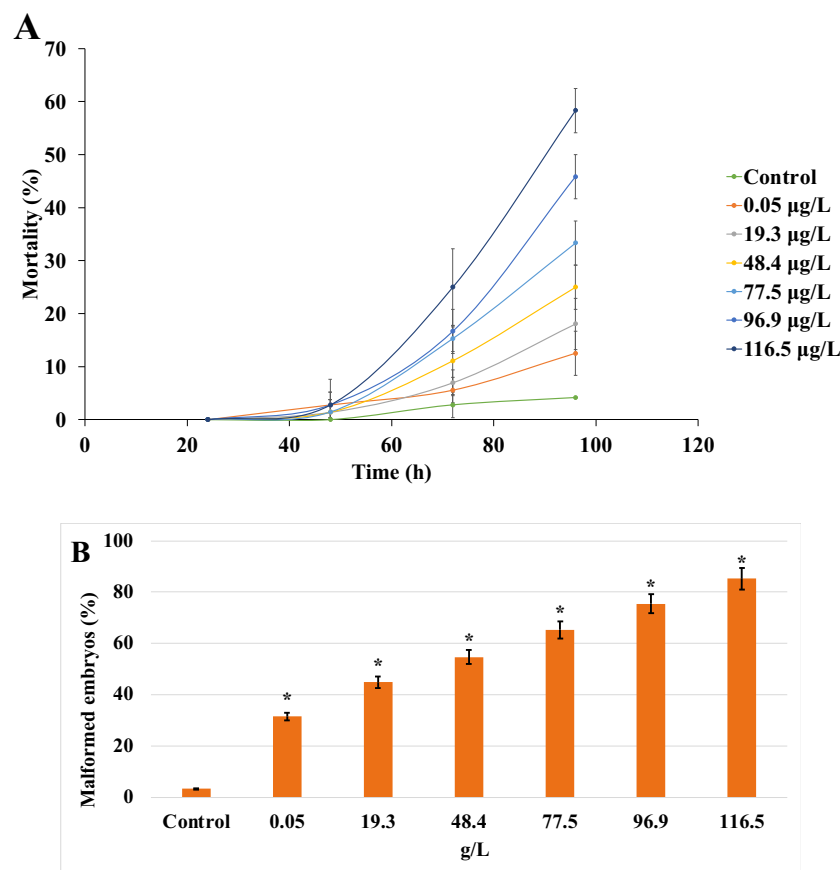 A
70
60
50
40
30
20
10
0
Mortality (%)
0 20 40 60 80 100 120
Time (h)
Control
0.05 µg/L
19.3 µg/L
48.4 µg/L
77.5 µg/L
96.9 µg/L
116.5 µg/L
B
100
80
60
40
20
0
Malformed embryos (%)
* * * * * *
Control 0.05 19.3 48.4 77.5 96.9 116.5
g/L